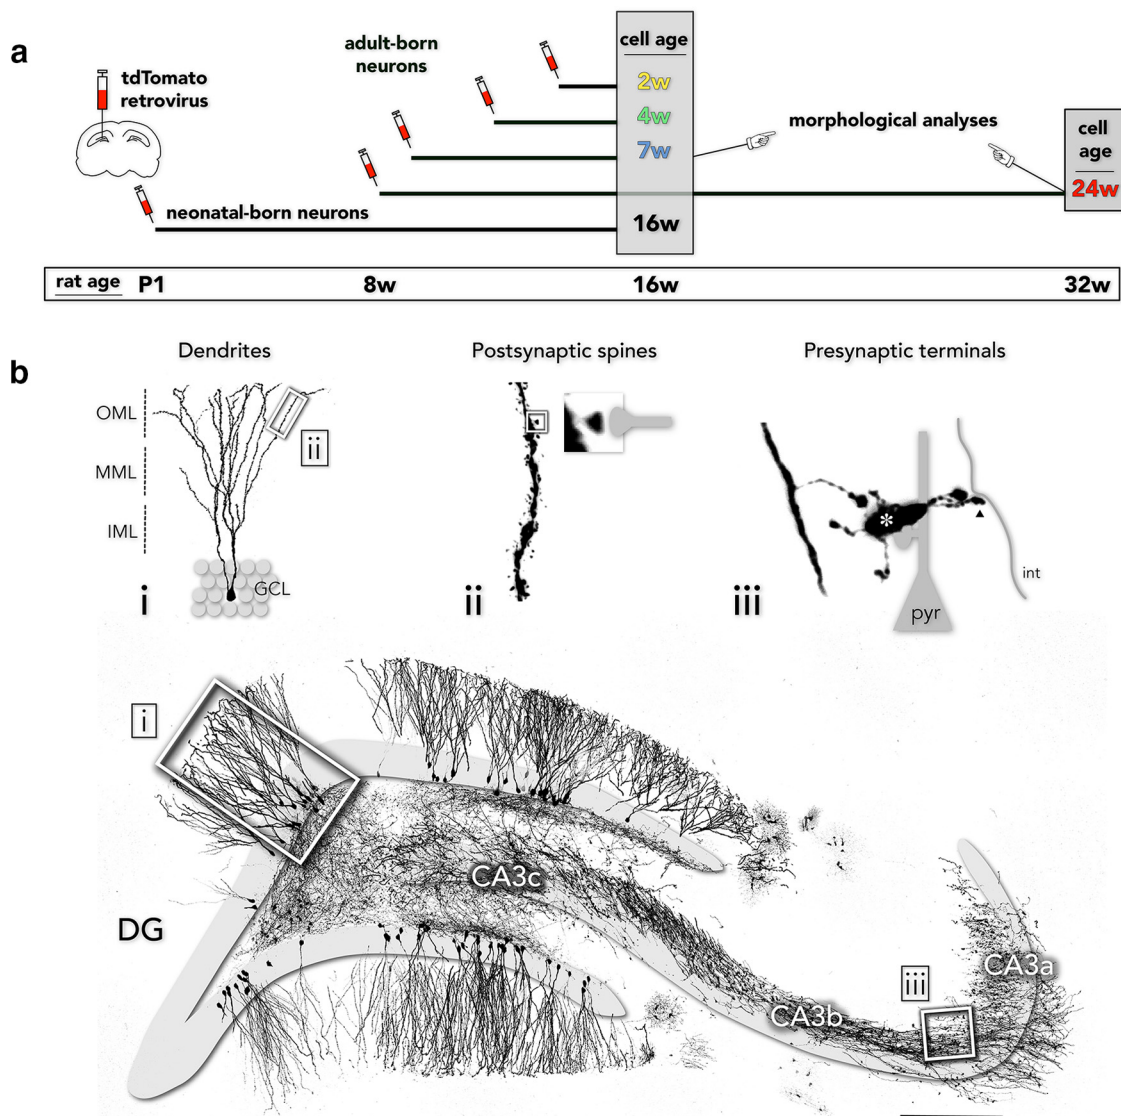 a
tdTomato
retrovirus
adult-born
neurons
cell age
2w
4w
7w
16w
morphological analyses
cell
age
24w
neonatal-born neurons
rat age P1 8w 16w 32w
b
Dendrites
Postsynaptic spines
Presynaptic terminals
OML
MML
IML
GCL
ii
i
ii
*
int
pyr
iii
i
CA3c
DG
CA3a
iii
CA3b